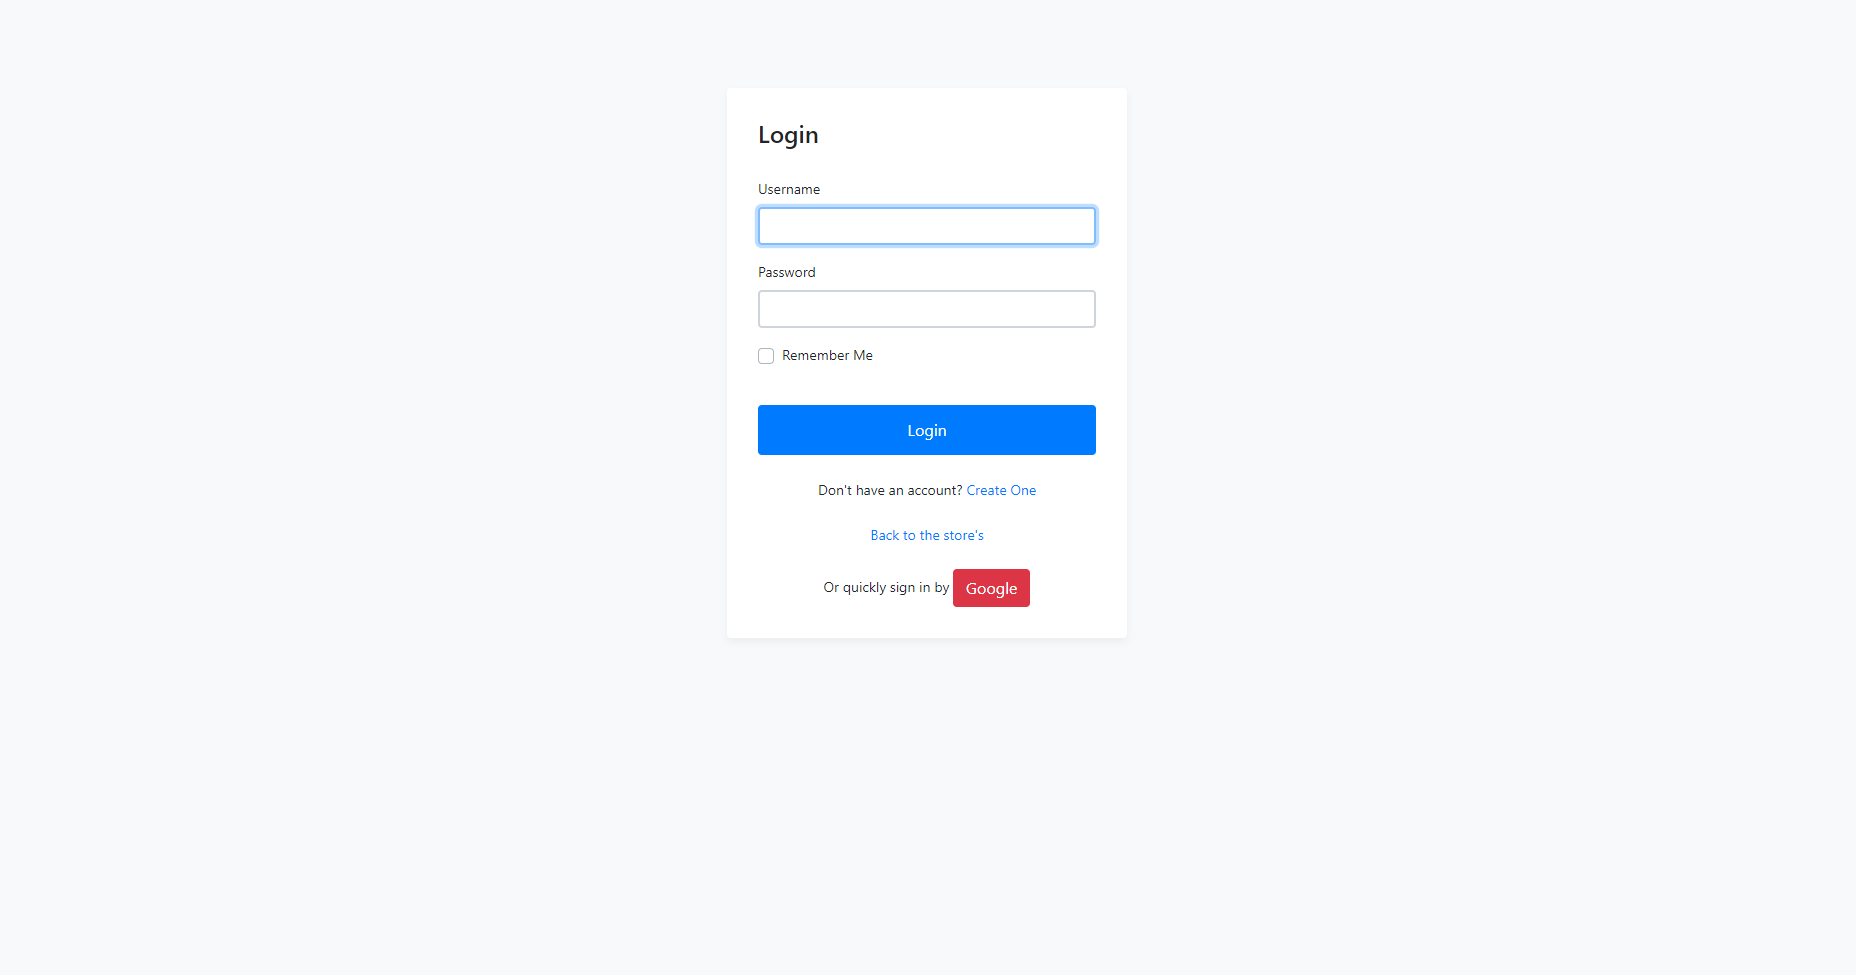 Login
Username
Password
Remember Me
Login
Don't have an account? Create One
Back to the store's
Or quickly sign in by Google